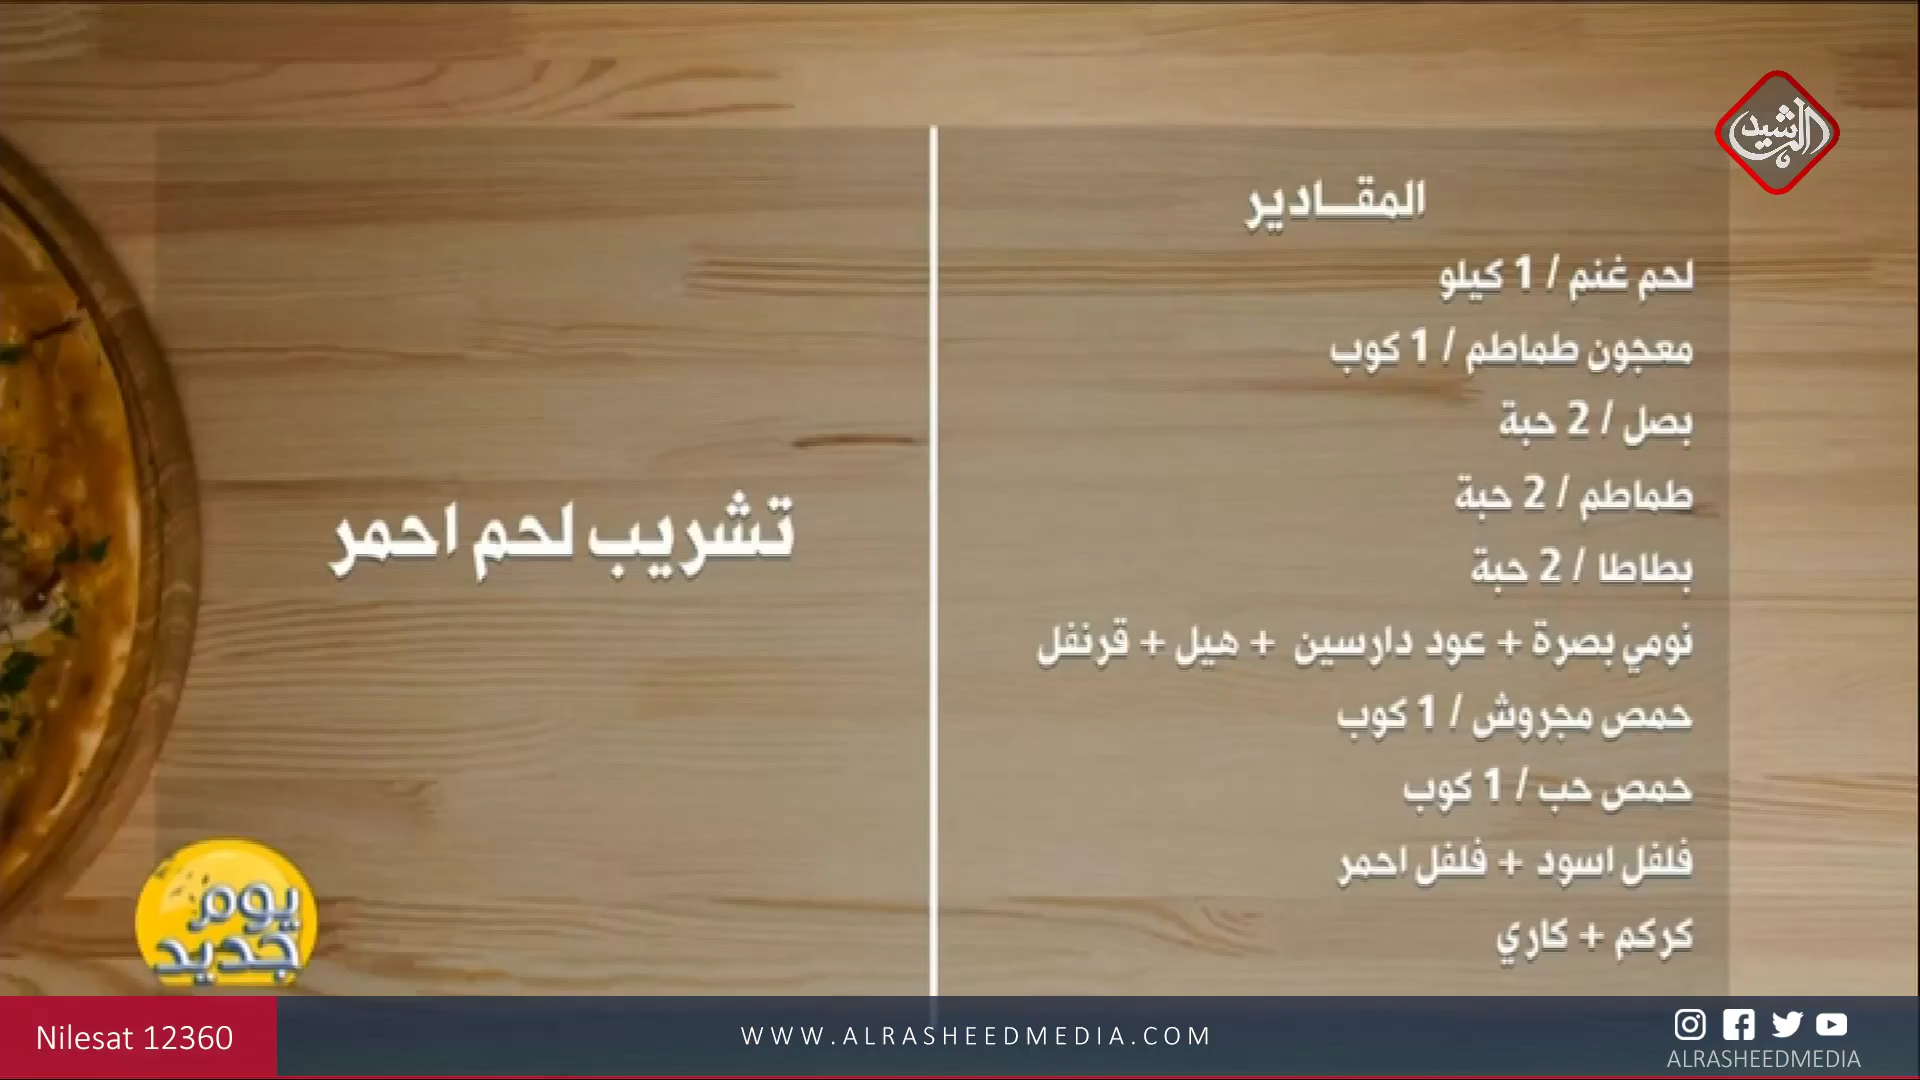 الرشيد
المقادير
لحم غنم / 1 كيلو
معجون طماطم / 1 كوب
بصل / 2 حبة
طماطم / 2 حبة
بطاطا / 2 حبة
نومي بصرة + عود دارسين + هيل + قرنفل
حمص مجروش / 1 كوب
حمص حب / 1 كوب
فلفل اسود + فلفل احمر
كركم + كاري
تشريب لحم احمر
يوم
جديد
Nilesat 12360
WWW.ALRASHEEDMEDIA.COM
ALRASHEEDMEDIA